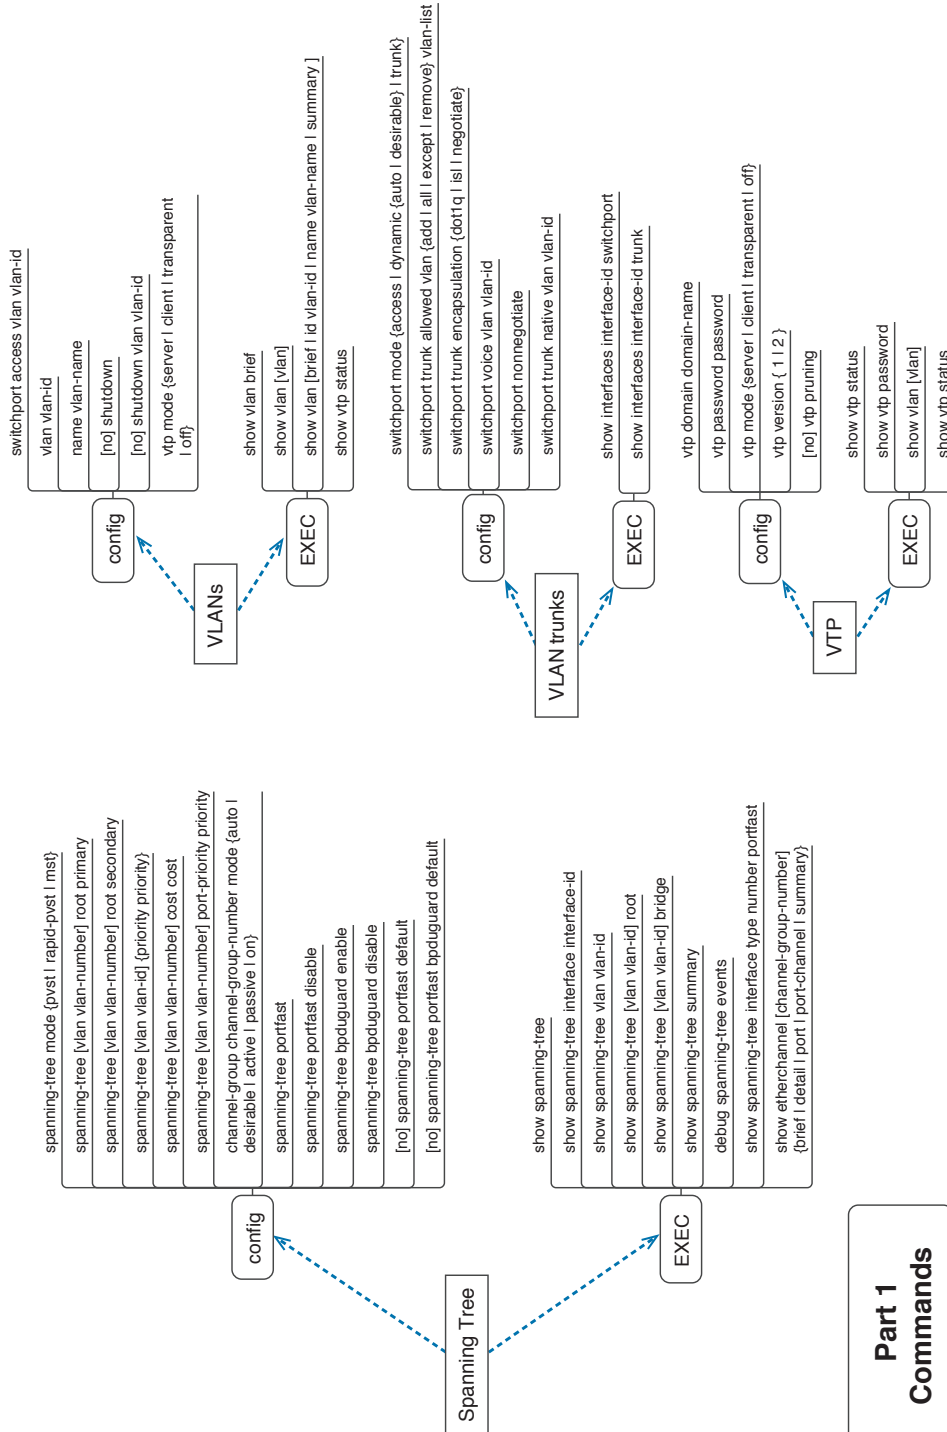 Part 1
Commands
Spanning Tree
config
spanning-tree mode {pvst | rapid-pvst | mst}
spanning-tree [vlan vlan-number] root primary
spanning-tree [vlan vlan-number] root secondary
spanning-tree [vlan vlan-id] {priority priority}
spanning-tree [vlan vlan-number] cost cost
spanning-tree [vlan vlan-number] port-priority priority
channel-group channel-group-number mode {auto |
desirable | active | passive | on}
spanning-tree portfast
spanning-tree portfast disable
spanning-tree bpduguard enable
spanning-tree bpduguard disable
[no] spanning-tree portfast default
[no] spanning-tree portfast bpduguard default
EXEC
show spanning-tree
show spanning-tree interface interface-id
show spanning-tree vlan vlan-id
show spanning-tree [vlan vlan-id] root
show spanning-tree [vlan vlan-id] bridge
show spanning-tree summary
debug spanning-tree events
show spanning-tree interface type number portfast
show etherchannel [channel-group-number]
{brief | detail | port | port-channel | summary}
VLANs
config
switchport access vlan vlan-id
vlan vlan-id
name vlan-name
[no] shutdown
[no] shutdown vlan vlan-id
vtp mode {server | client | transparent
| off}
EXEC
show vlan brief
show vlan [vlan]
show vlan [brief | id vlan-id | name vlan-name | summary ]
show vtp status
VLAN trunks
config
switchport mode {access | dynamic {auto | desirable} | trunk}
switchport trunk allowed vlan {add | all | except | remove} vlan-list
switchport trunk encapsulation {dot1q | isl | negotiate}
switchport voice vlan vlan-id
switchport nonnegotiate
switchport trunk native vlan vlan-id
EXEC
show interfaces interface-id switchport
show interfaces interface-id trunk
VTP
config
vtp domain domain-name
vtp password password
vtp mode {server | client | transparent | off}
vtp version { 1 | 2 }
[no] vtp pruning
EXEC
show vtp status
show vtp password
show vlan [vlan]
show vtp status